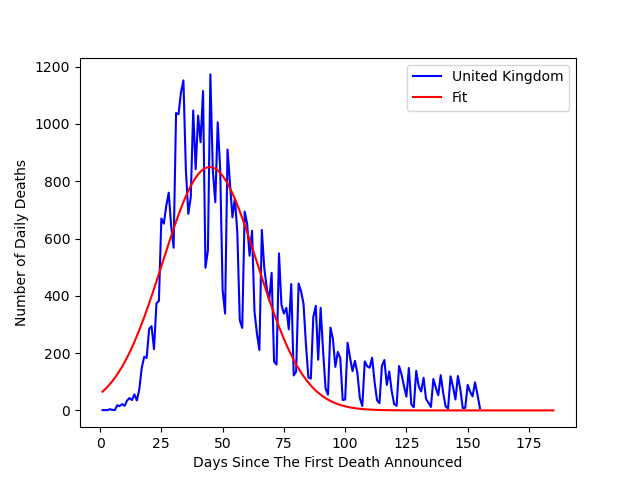 United Kingdom
Fit
Number of Daily Deaths
1200
1000
800
600
400
200
0
0 25 50 75 100 125 150 175
Days Since The First Death Announced